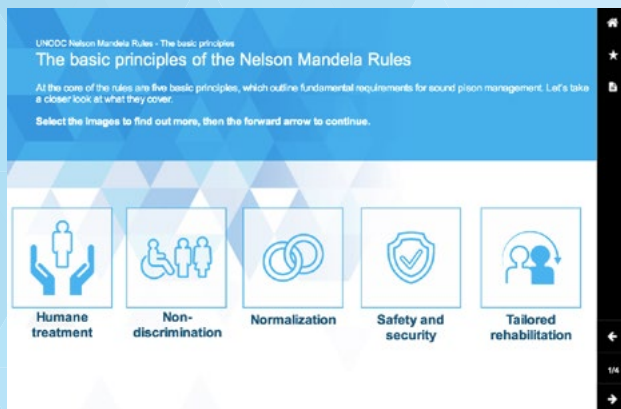 UNODC Nelson Mandela Rules - The basic principles
The basic principles of the Nelson Mandela Rules
At the core of the rules are five basic principles, which outline fundamental requirements for sound pison management. Let's take
a closer look at what they cover.
Select the images to find out more, then the forward arrow to continue.
Humane
treatment
Non-
discrimination
Normalization
Safety and
security
Tailored
rehabilitation
1/4